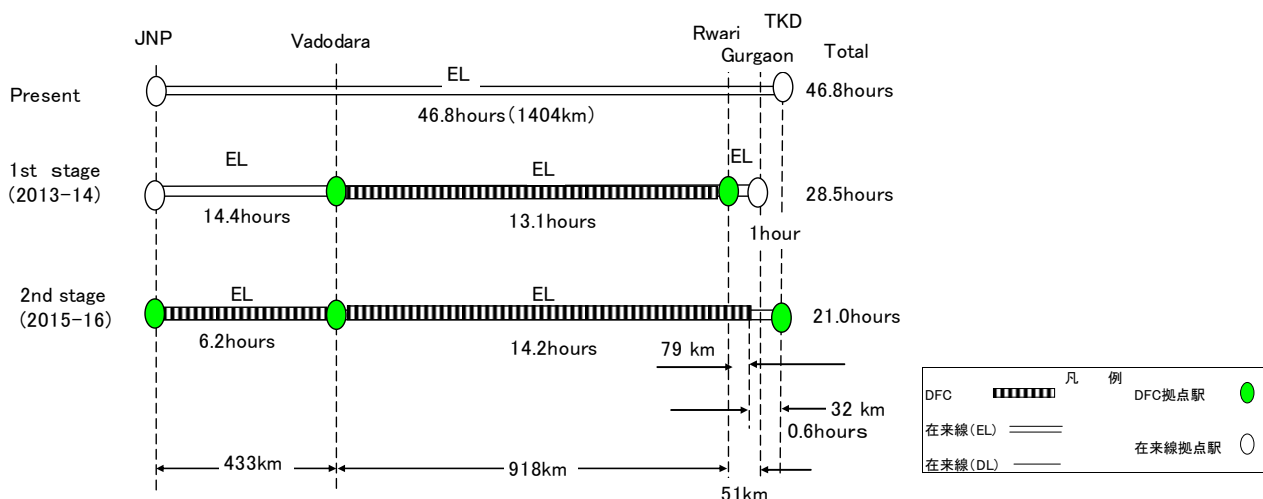 TKD
JNP Vadodara Rwari
Gurgaon Total
EL
Present 46.8hours
46.8hours(1404km)
1st stage
(2013-14)
EL EL EL
14.4hours 13.1hours 28.5hours
1hour
2nd stage
(2015-16)
EL EL
6.2hours 14.2hours 21.0hours
79 km
32 km
0.6hours
433km 918km
51km
凡 例
DFC DFC拠点駅
在来線(EL)
在来線拠点駅
在来線(DL)